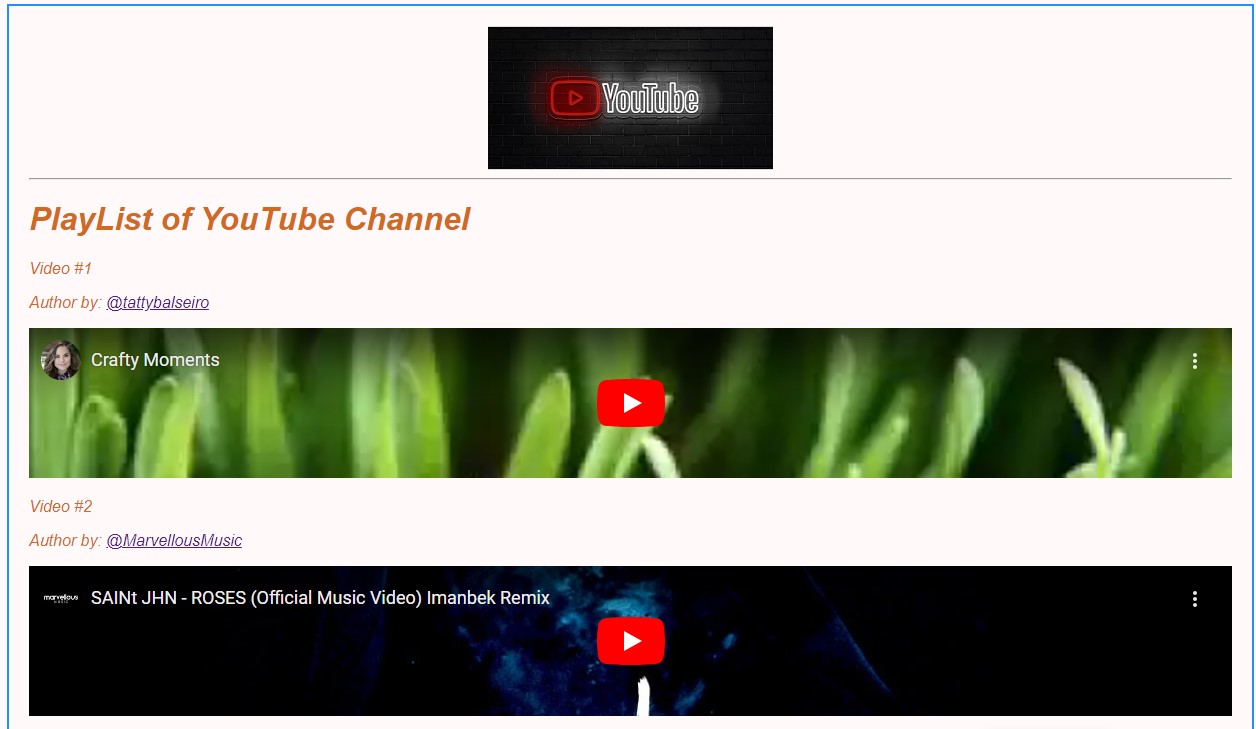 YouTube
PlayList of YouTube Channel
Video #1
Author by: @tattybalseiro
Crafty Moments
Video #2
Author by: @MarvellousMusic
marvellous
MUSIC
SAINt JHN - ROSES (Official Music Video) Imanbek Remix